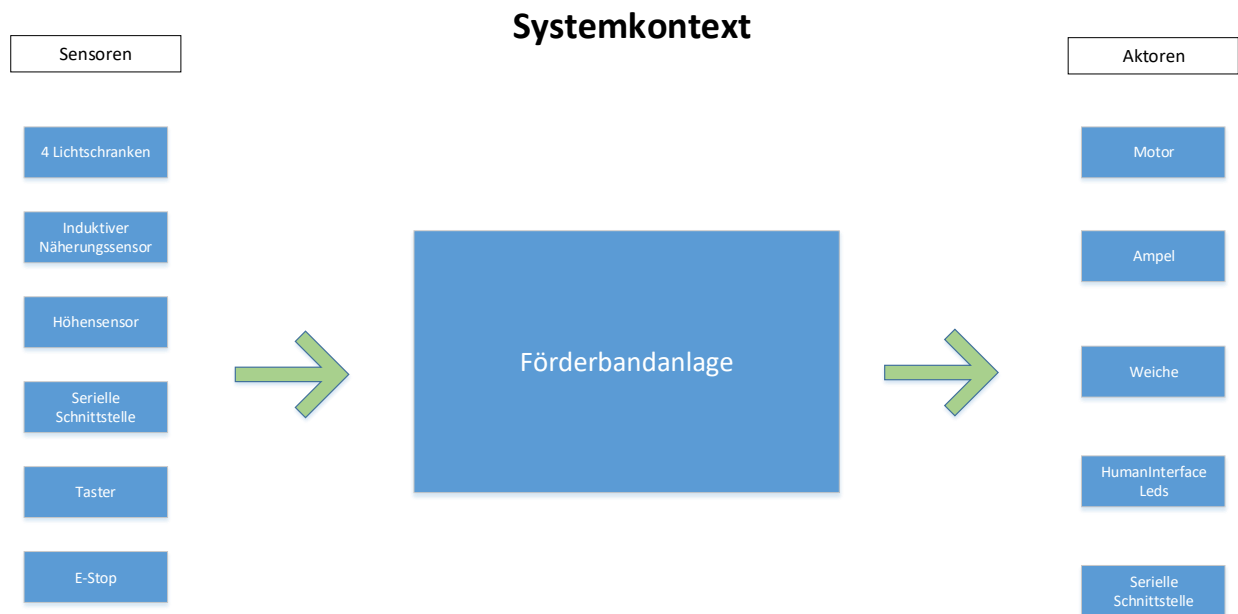 Systemkontext
Sensoren
4 Lichtschranken
Induktiver
Näherungssensor
Höhensensor
Serielle
Schnittstelle
Taster
E-Stop
Förderbandanlage
Aktoren
Motor
Ampel
Weiche
HumanInterface
Leds
Serielle
Schnittstelle